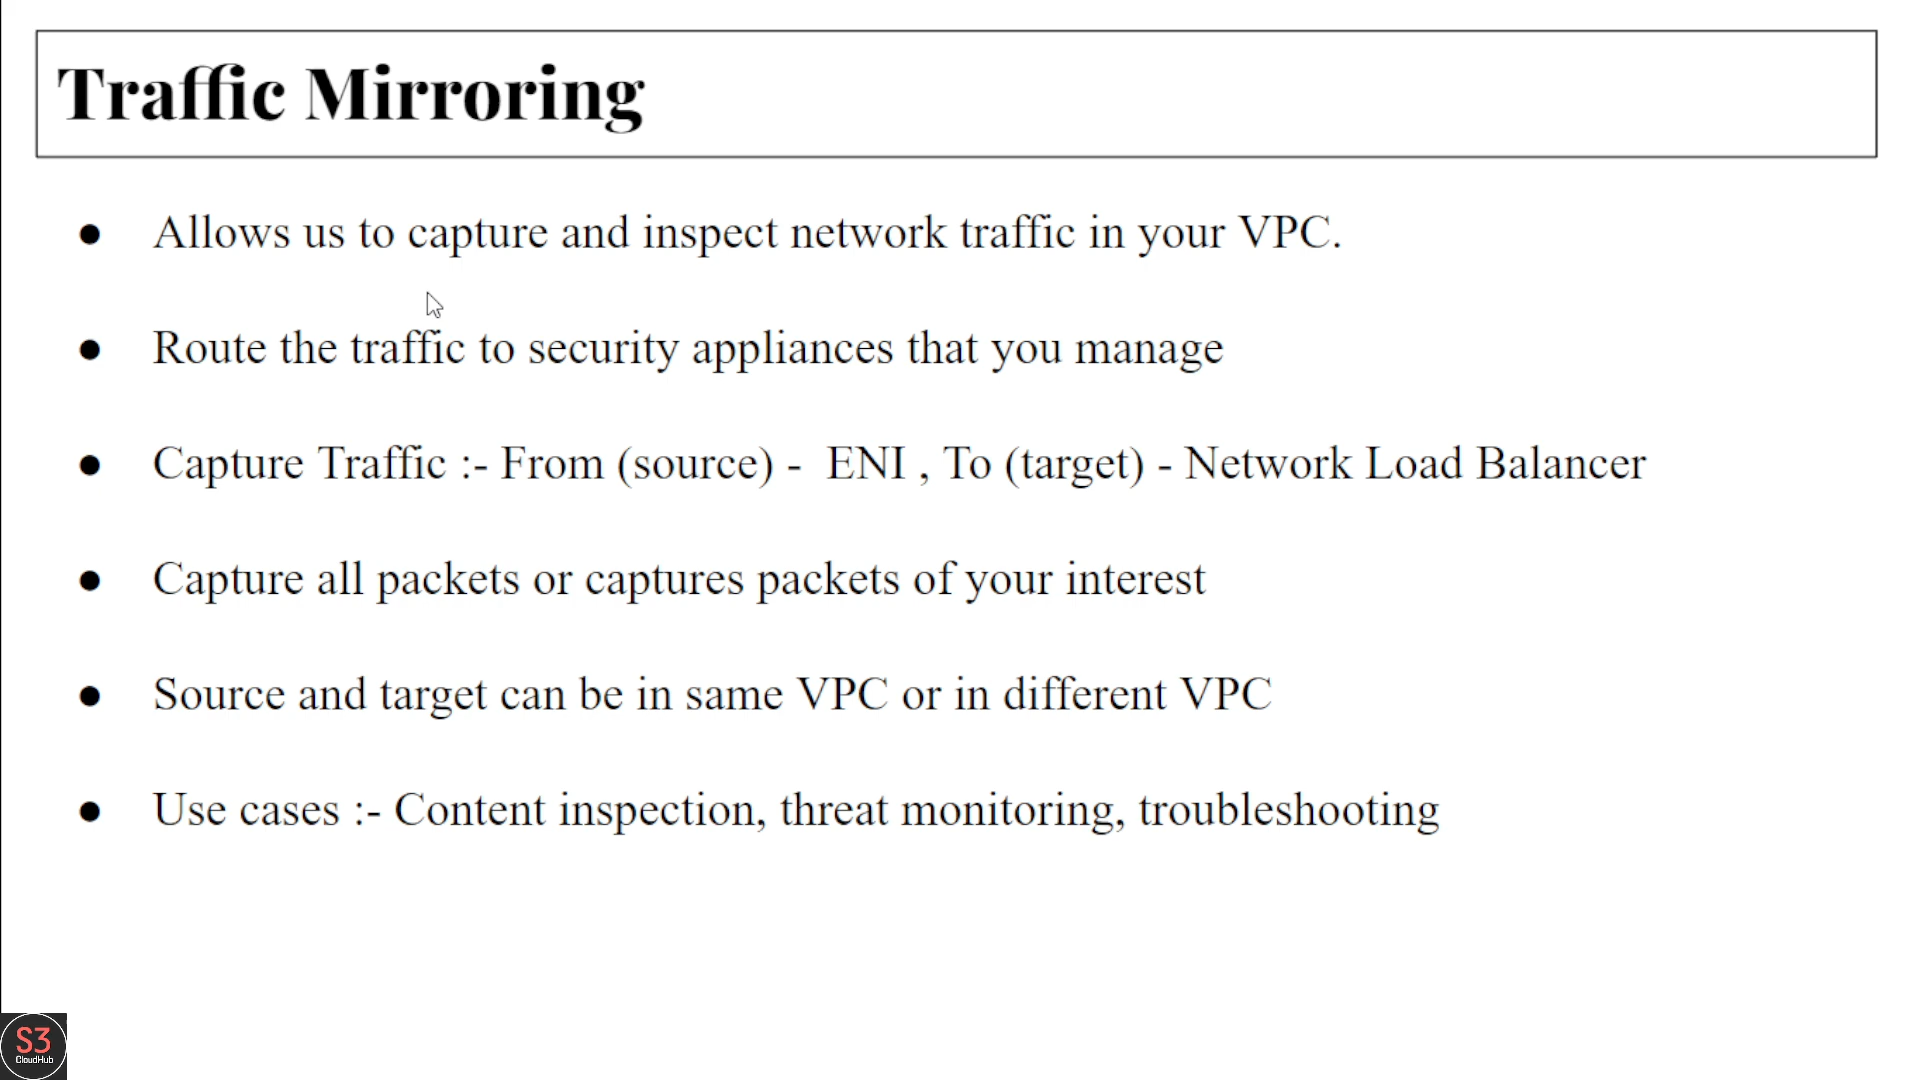 Traffic Mirroring
● Allows us to capture and inspect network traffic in your VPC.
● Route the traffic to security appliances that you manage
● Capture Traffic :- From (source) - ENI , To (target) - Network Load Balancer
● Capture all packets or captures packets of your interest
● Source and target can be in same VPC or in different VPC
● Use cases :- Content inspection, threat monitoring, troubleshooting
S3
CloudHub